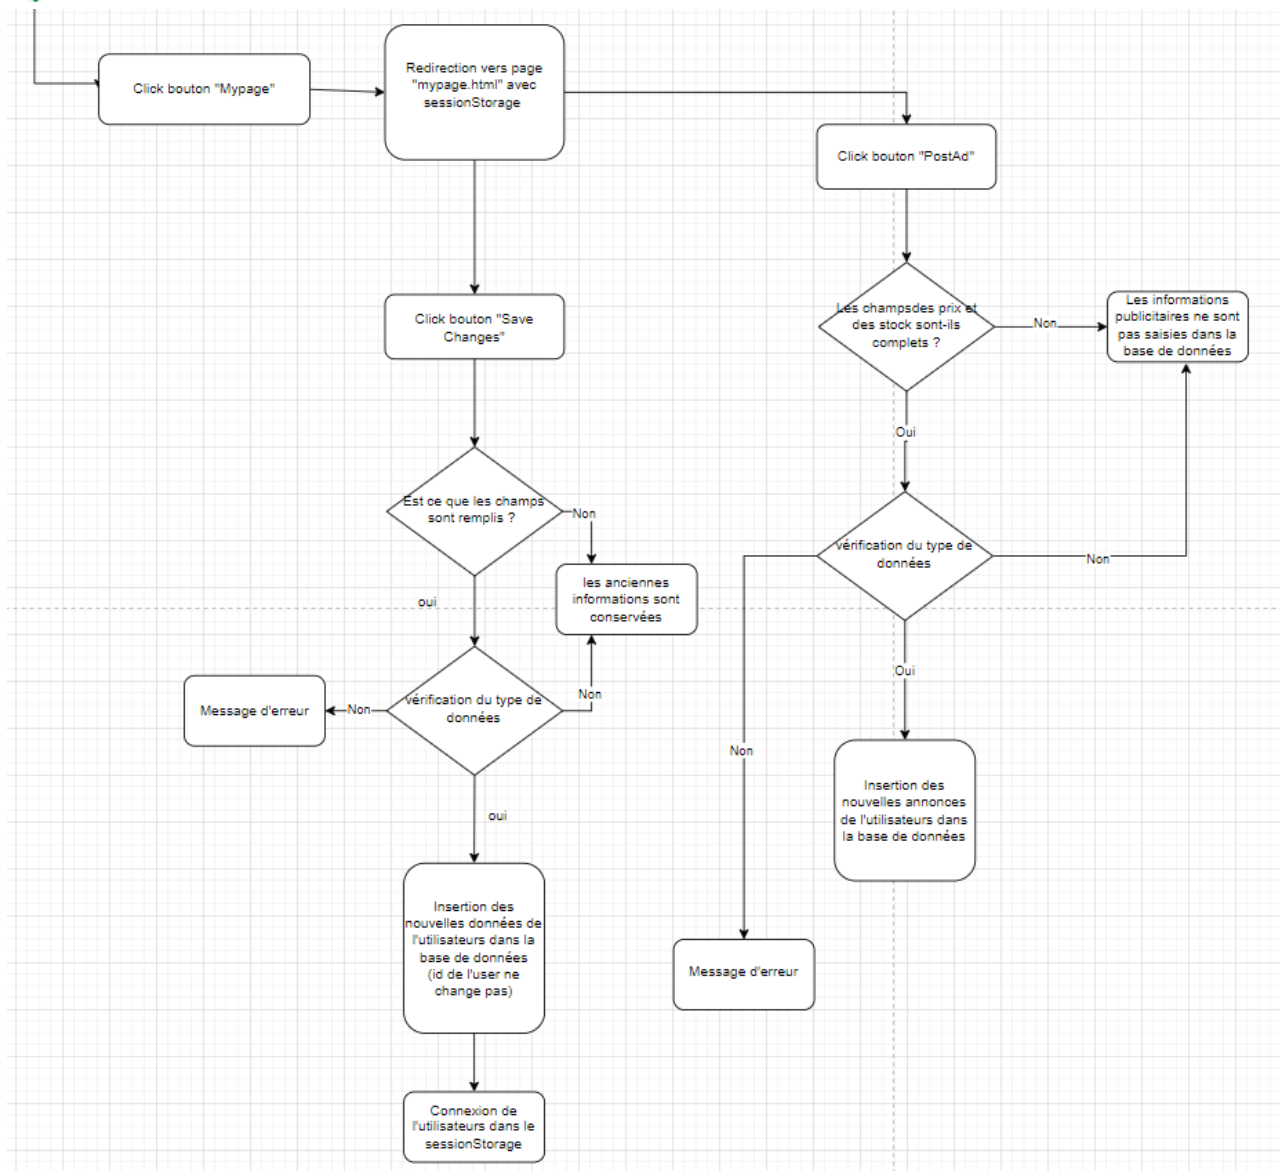 Click bouton "Mypage"
Redirection vers page
"mypage.html" avec
sessionStorage
Click bouton "PostAd"
Click bouton "Save
Changes"
Les champsdes prix et
des stock sont-ils
complets ?
Non
Les informations
publicitaires ne sont
pas saisies dans la
base de données
Oui
Est ce que les champs
sont remplis ?
Non
les anciennes
informations sont
conservées
oui
vérification du type de
données
Non
Non
Message d'erreur
oui
vérification du type de
données
Non
Non
Oui
Insertion des
nouvelles annonces
de l'utilisateurs dans
la base de données
Message d'erreur
Insertion des
nouvelles données de
l'utilisateurs dans la
base de données
(id de l'user ne
change pas)
Connexion de
l'utilisateurs dans le
sessionStorage